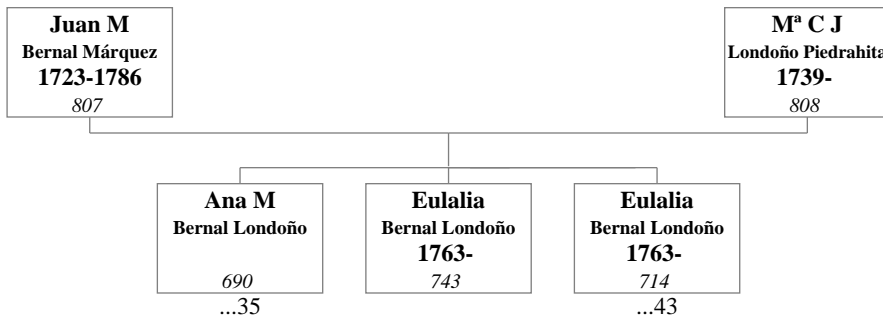 Juan M
Bernal Márquez
1723-1786
807
Mª C J
Londoño Piedrahita
1739-
808
Ana M
Bernal Londoño
690
...35
Eulalia
Bernal Londoño
1763-
743
Eulalia
Bernal Londoño
1763-
714
...43